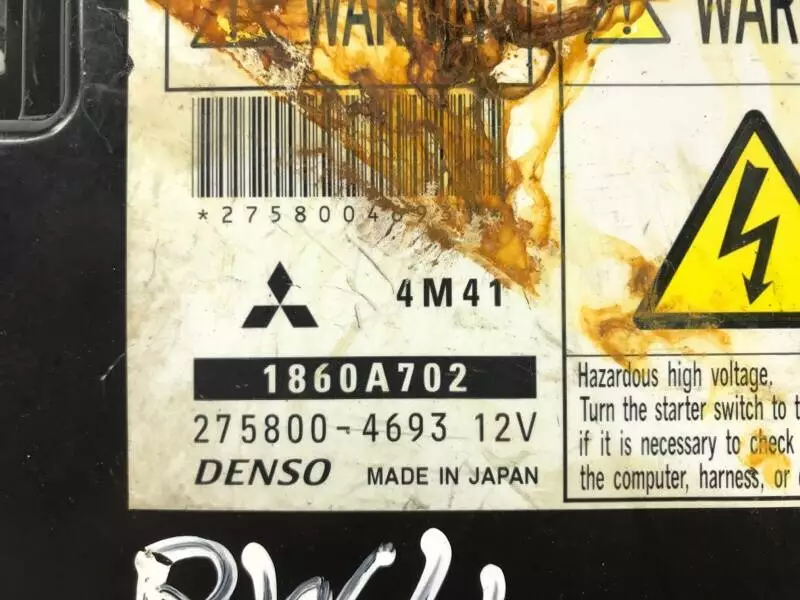 WARNING
WAR
*275800469
4M41
1860A702
275800-4693 12V
DENSO MADE IN JAPAN
Hazardous high voltage.
Turn the starter switch to t
if it is necessary to check
the computer, harness, or